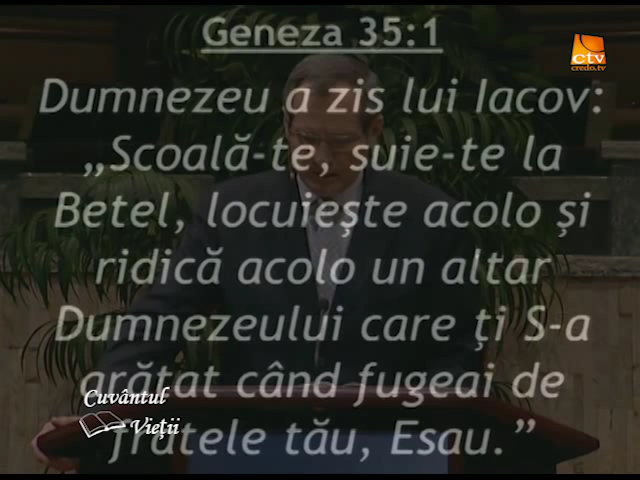 Geneza 35:1
ctv
credo.tv
Dumnezeu a zis lui Iacov:
„Scoală-te, suie-te la
Betel, locuieşte acolo și
ridică acolo un altar
Dumnezeului care ţi S-a
arătat când fugeai de
fratele tău, Esau.”
Cuvântul
Vieţii